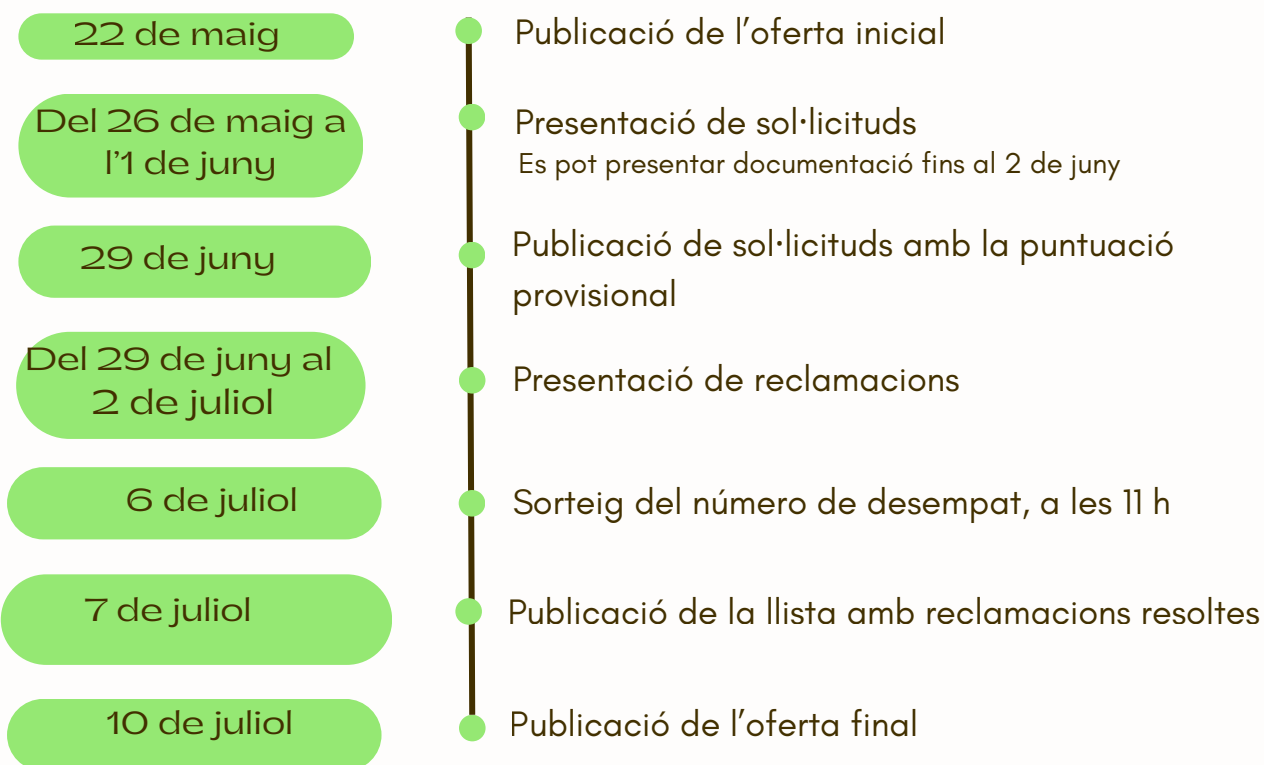 22 de maig
Publicació de l’oferta inicial
Del 26 de maig a
l’1 de juny
Presentació de sol·licituds
Es pot presentar documentació fins al 2 de juny
29 de juny
Publicació de sol·licituds amb la puntuació
provisional
Del 29 de juny al
2 de juliol
Presentació de reclamacions
6 de juliol
Sorteig del número de desempat, a les 11 h
7 de juliol
Publicació de la llista amb reclamacions resoltes
10 de juliol
Publicació de l’oferta final